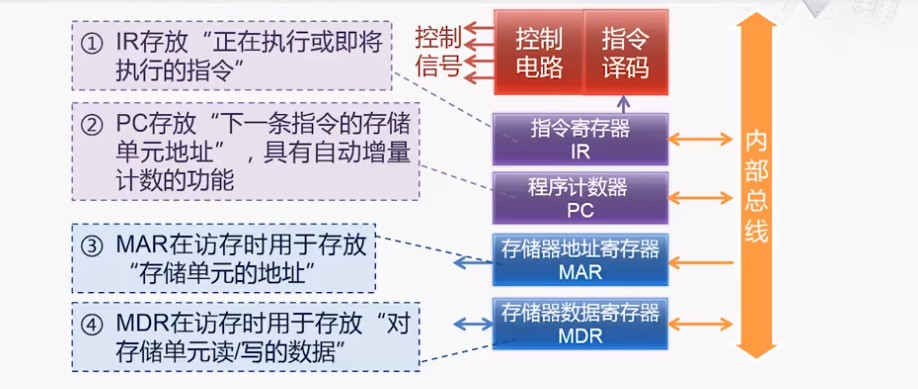 ① IR存放“正在执行或即将
执行的指令”
② PC存放“下一条指令的存储
单元地址”，具有自动增量
计数的功能
③ MAR在访存时用于存放
“存储单元的地址”
④ MDR在访存时用于存放“对
存储单元读/写的数据”
控制
信号
控制
电路
指令
译码
指令寄存器
IR
程序计数器
PC
存储器地址寄存器
MAR
存储器数据寄存器
MDR
内部总线